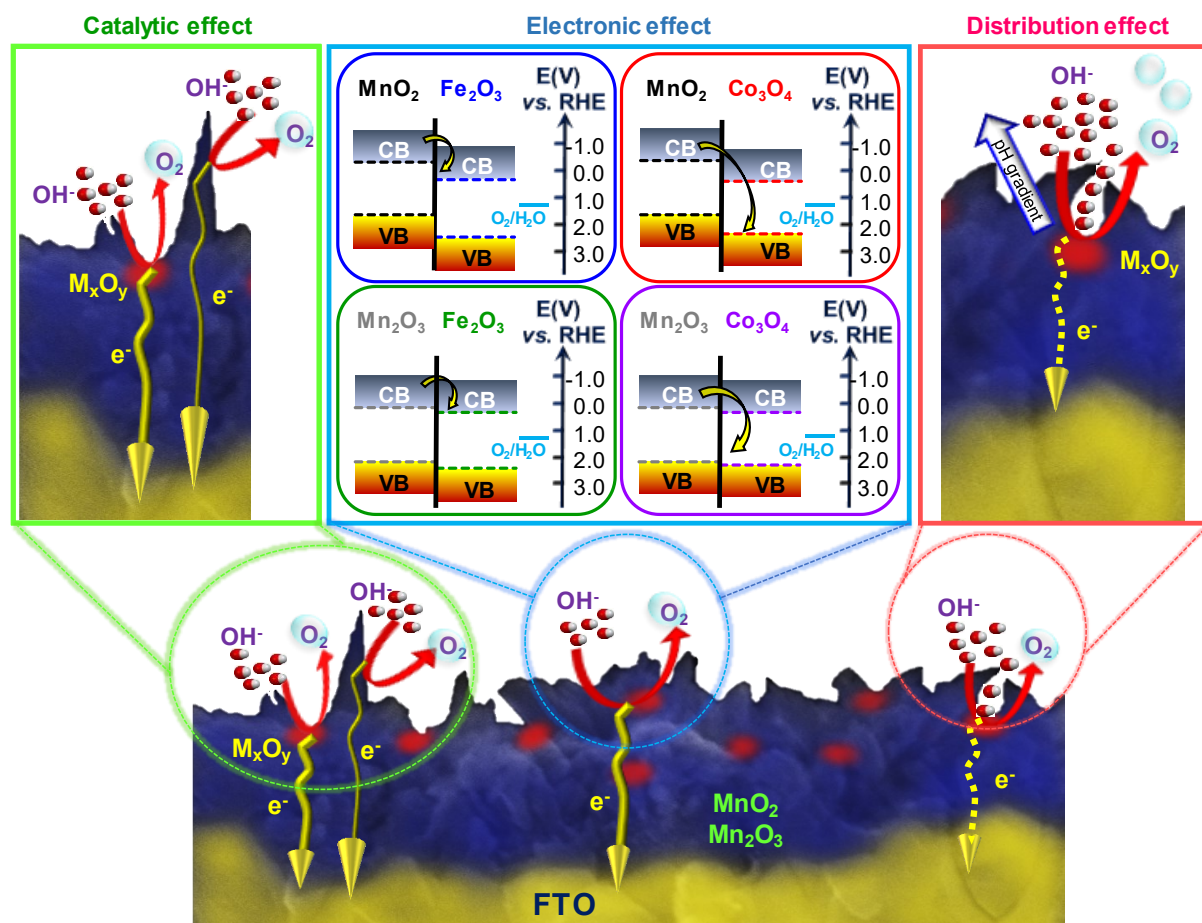 Catalytic effect
Electronic effect
Distribution effect
OH-
O₂
OH-
O₂
MₓOᵧ
e-
e-
MnO₂ Fe₂O₃
E(V)
vs. RHE
CB
CB
VB
VB
O₂/H₂O
-1.0
0.0
1.0
2.0
3.0
MnO₂ Co₃O₄
E(V)
vs. RHE
CB
CB
VB
VB
O₂/H₂O
-1.0
0.0
1.0
2.0
3.0
Mn₂O₃ Fe₂O₃
E(V)
vs. RHE
CB
CB
VB
VB
O₂/H₂O
-1.0
0.0
1.0
2.0
3.0
Mn₂O₃ Co₃O₄
E(V)
vs. RHE
CB
CB
VB
VB
O₂/H₂O
-1.0
0.0
1.0
2.0
3.0
OH-
O₂
pH gradient
MₓOᵧ
e-
OH-
O₂
OH-
O₂
MₓOᵧ
e-
e-
OH-
O₂
e-
MnO₂
Mn₂O₃
OH-
O₂
e-
FTO